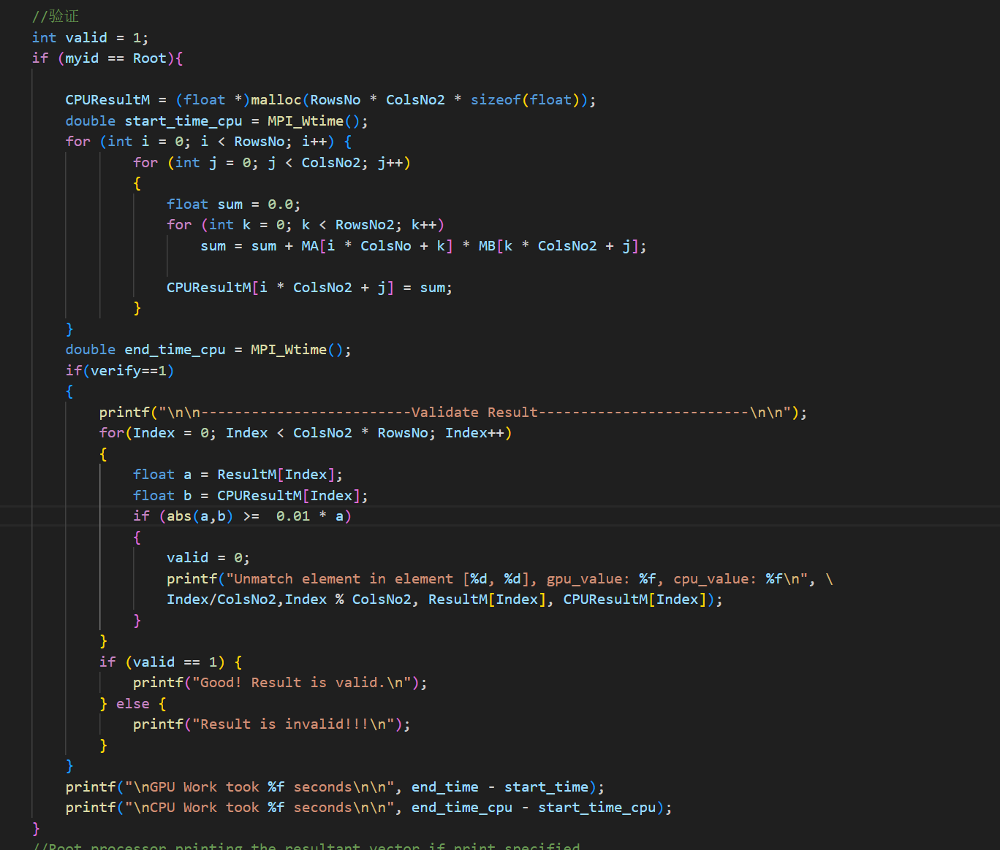 //验证
int valid = 1;
if (myid == Root){
CPUResultM = (float *)malloc(RowsNo * ColsNo2 * sizeof(float));
double start_time_cpu = MPI_Wtime();
for (int i = 0; i < RowsNo; i++) {
for (int j = 0; j < ColsNo2; j++)
{
float sum = 0.0;
for (int k = 0; k < RowsNo2; k++)
sum = sum + MA[i * ColsNo + k] * MB[k * ColsNo2 + j];
CPUResultM[i * ColsNo2 + j] = sum;
}
}
double end_time_cpu = MPI_Wtime();
if(verify==1)
{
printf("\n\n-------------------------Validate Result-------------------------\n\n");
for(Index = 0; Index < ColsNo2 * RowsNo; Index++)
{
float a = ResultM[Index];
float b = CPUResultM[Index];
if (abs(a,b) >=  0.01 * a)
{
valid = 0;
printf("Unmatch element in element [%d, %d], gpu_value: %f, cpu_value: %f\n", \
Index/ColsNo2,Index % ColsNo2, ResultM[Index], CPUResultM[Index]);
}
}
if (valid == 1) {
printf("Good! Result is valid.\n");
} else {
printf("Result is invalid!!!\n");
}
}
printf("\nGPU Work took %f seconds\n\n", end_time - start_time);
printf("\nCPU Work took %f seconds\n\n", end_time_cpu - start_time_cpu);
}
//Root processor printing the resultant vector if print specified